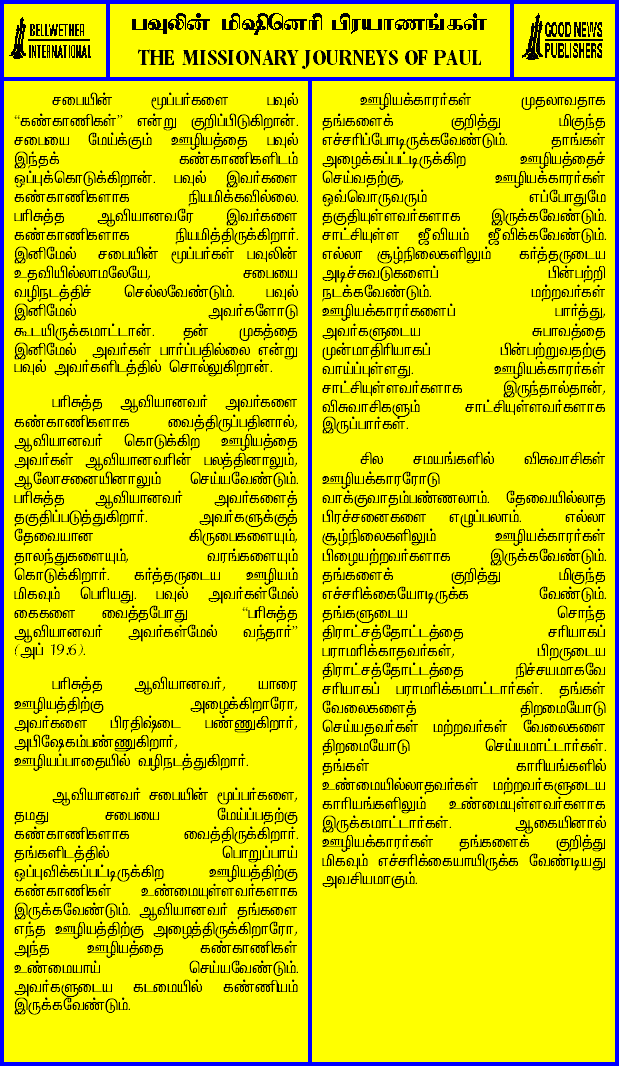 BELLWETHER
INTERNATIONAL
பவுலின் மிஷினெரி பிரயாணங்கள்
THE MISSIONARY JOURNEYS OF PAUL
GOOD NEWS
PUBLISHERS
சபையின் மூப்பர்களை பவுல்
“கண்காணிகள்” என்று குறிப்பிடுகிறான்.
சபையை மேய்க்கும் ஊழியத்தை பவுல்
இந்தக் கண்காணிகளிடம்
ஒப்புக்கொடுக்கிறான். பவுல் இவர்களை
கண்காணிகளாக நியமிக்கவில்லை.
பரிசுத்த ஆவியானவரே இவர்களை
கண்காணிகளாக நியமித்திருக்கிறார்.
இனிமேல் சபையின் மூப்பர்கள் பவுலின்
உதவியில்லாமலேயே, சபையை
வழிநடத்திச் செல்லவேண்டும். பவுல்
இனிமேல் அவர்களோடு
கூடயிருக்கமாட்டான். தன் முகத்தை
இனிமேல் அவர்கள் பார்ப்பதில்லை என்று
பவுல் அவர்களிடத்தில் சொல்லுகிறான்.
பரிசுத்த ஆவியானவர் அவர்களை
கண்காணிகளாக வைத்திருப்பதினால்,
ஆவியானவர் கொடுக்கிற ஊழியத்தை
அவர்கள் ஆவியானவரின் பலத்தினாலும்,
ஆலோசனையினாலும் செய்யவேண்டும்.
பரிசுத்த ஆவியானவர் அவர்களைத்
தகுதிப்படுத்துகிறார். அவர்களுக்குத்
தேவையான கிருபைகளையும்,
தாலந்துகளையும், வரங்களையும்
கொடுக்கிறார். கர்த்தருடைய ஊழியம்
மிகவும் பெரியது. பவுல் அவர்கள்மேல்
கைகளை வைத்தபோது “பரிசுத்த
ஆவியானவர் அவர்கள்மேல் வந்தார்”
(அப் 19:6).
பரிசுத்த ஆவியானவர், யாரை
ஊழியத்திற்கு அழைக்கிறாரோ,
அவர்களை பிரதிஷ்டை பண்ணுகிறார்,
அபிஷேகம்பண்ணுகிறார்,
ஊழியப்பாதையில் வழிநடத்துகிறார்.
ஆவியானவர் சபையின் மூப்பர்களை,
தமது சபையை மேய்ப்பதற்கு
கண்காணிகளாக வைத்திருக்கிறார்.
தங்களிடத்தில் பொறுப்பாய்
ஒப்புவிக்கப்பட்டிருக்கிற ஊழியத்திற்கு
கண்காணிகள் உண்மையுள்ளவர்களாக
இருக்கவேண்டும். ஆவியானவர் தங்களை
எந்த ஊழியத்திற்கு அழைத்திருக்கிறாரோ,
அந்த ஊழியத்தை கண்காணிகள்
உண்மையாய் செய்யவேண்டும்.
அவர்களுடைய கடமையில் கண்ணியம்
இருக்கவேண்டும்.
ஊழியக்காரர்கள் முதலாவதாக
தங்களைக் குறித்து மிகுந்த
எச்சரிப்போடிருக்கவேண்டும். தாங்கள்
அழைக்கப்பட்டிருக்கிற ஊழியத்தைச்
செய்வதற்கு, ஊழியக்காரர்கள்
ஒவ்வொருவரும் எப்போதுமே
தகுதியுள்ளவர்களாக இருக்கவேண்டும்.
சாட்சியுள்ள ஜீவியம் ஜீவிக்கவேண்டும்.
எல்லா சூழ்நிலைகளிலும் கர்த்தருடைய
அடிச்சுவடுகளைப் பின்பற்றி
நடக்கவேண்டும். மற்றவர்கள்
ஊழியக்காரர்களைப் பார்த்து,
அவர்களுடைய சுபாவத்தை
முன்மாதிரியாகப் பின்பற்றுவதற்கு
வாய்ப்புள்ளது. ஊழியக்காரர்கள்
சாட்சியுள்ளவர்களாக இருந்தால்தான்,
விசுவாசிகளும் சாட்சியுள்ளவர்களாக
இருப்பார்கள்.
சில சமயங்களில் விசுவாசிகள்
ஊழியக்காரரோடு
வாக்குவாதம்பண்ணலாம். தேவையில்லாத
பிரச்சனைகளை எழுப்பலாம். எல்லா
சூழ்நிலைகளிலும் ஊழியக்காரர்கள்
பிழையற்றவர்களாக இருக்கவேண்டும்.
தங்களைக் குறித்து மிகுந்த
எச்சரிக்கையோடிருக்க வேண்டும்.
தங்களுடைய சொந்த
திராட்சத்தோட்டத்தை சரியாகப்
பராமரிக்காதவர்கள், பிறருடைய
திராட்சத்தோட்டத்தை நிச்சயமாகவே
சரியாகப் பராமரிக்கமாட்டார்கள். தங்கள்
வேலைகளைத் திறமையோடு
செய்யதவர்கள் மற்றவர்கள் வேலைகளை
திறமையோடு செய்யமாட்டார்கள்.
தங்கள் காரியங்களில்
உண்மையில்லாதவர்கள் மற்றவர்களுடைய
காரியங்களிலும் உண்மையுள்ளவர்களாக
இருக்கமாட்டார்கள். ஆகையினால்
ஊழியக்காரர்கள் தங்களைக் குறித்து
மிகவும் எச்சரிக்கையாயிருக்க வேண்டியது
அவசியமாகும்.